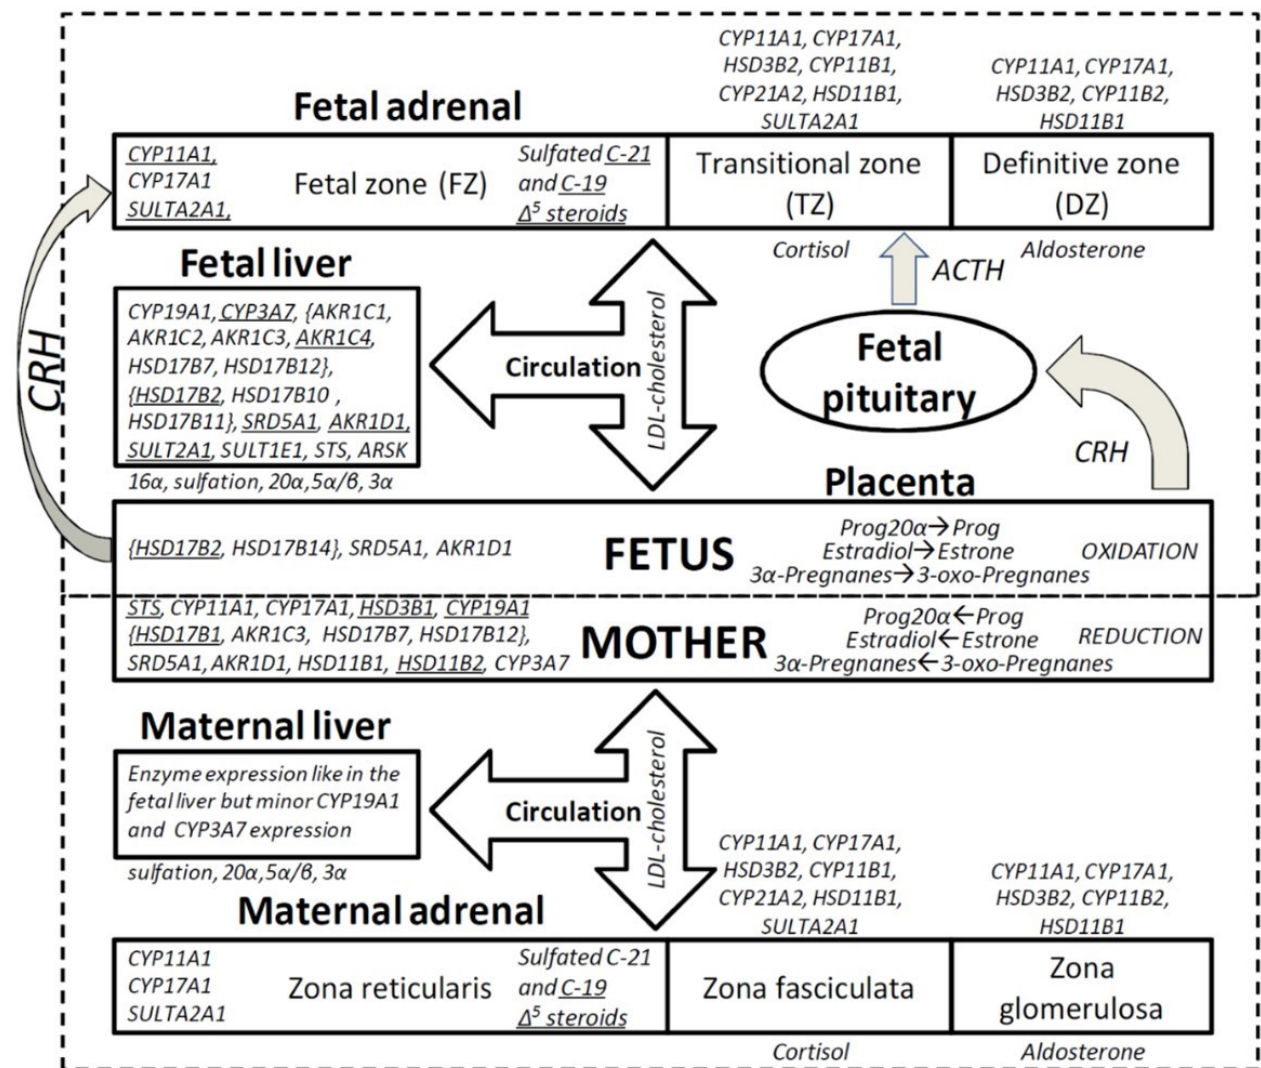 CYP11A1, CYP17A1,
HSD3B2, CYP11B1,
CYP21A2, HSD11B1,
SULTA2A1
CYP11A1, CYP17A1,
HSD3B2, CYP11B2,
HSD11B1
Fetal adrenal
CYP11A1,
CYP17A1
SULTA2A1,
Fetal zone (FZ)
Sulfated C-21
and C-19
Δ⁵ steroids
Transitional zone
(TZ)
Definitive zone
(DZ)
Cortisol
Aldosterone
ACTH
Fetal liver
CYP19A1, CYP3A7, {AKR1C1,
AKR1C2, AKR1C3, AKR1C4,
HSD17B7, HSD17B12},
{HSD17B2, HSD17B10 ,
HSD17B11}, SRD5A1, AKR1D1,
SULT2A1, SULT1E1, STS, ARSK
16α, sulfation, 20α,5α/β, 3α
CRH
Circulation
LDL-cholesterol
Fetal
pituitary
CRH
Placenta
{HSD17B2, HSD17B14}, SRD5A1, AKR1D1
FETUS
Prog20α→Prog
Estradiol→Estrone
3α-Pregnanes→3-oxo-Pregnanes
OXIDATION
STS, CYP11A1, CYP17A1, HSD3B1, CYP19A1
{HSD17B1, AKR1C3, HSD17B7, HSD17B12},
SRD5A1, AKR1D1, HSD11B1, HSD11B2, CYP3A7
MOTHER
Prog20α←Prog
Estradiol←Estrone
3α-Pregnanes←3-oxo-Pregnanes
REDUCTION
Maternal liver
Enzyme expression like in the
fetal liver but minor CYP19A1
and CYP3A7 expression
sulfation, 20α,5α/β, 3α
Circulation
LDL-cholesterol
CYP11A1, CYP17A1,
HSD3B2, CYP11B1,
CYP21A2, HSD11B1,
SULTA2A1
CYP11A1, CYP17A1,
HSD3B2, CYP11B2,
HSD11B1
Maternal adrenal
CYP11A1
CYP17A1
SULTA2A1
Zona reticularis
Sulfated C-21
and C-19
Δ⁵ steroids
Zona fasciculata
Zona
glomerulosa
Cortisol
Aldosterone